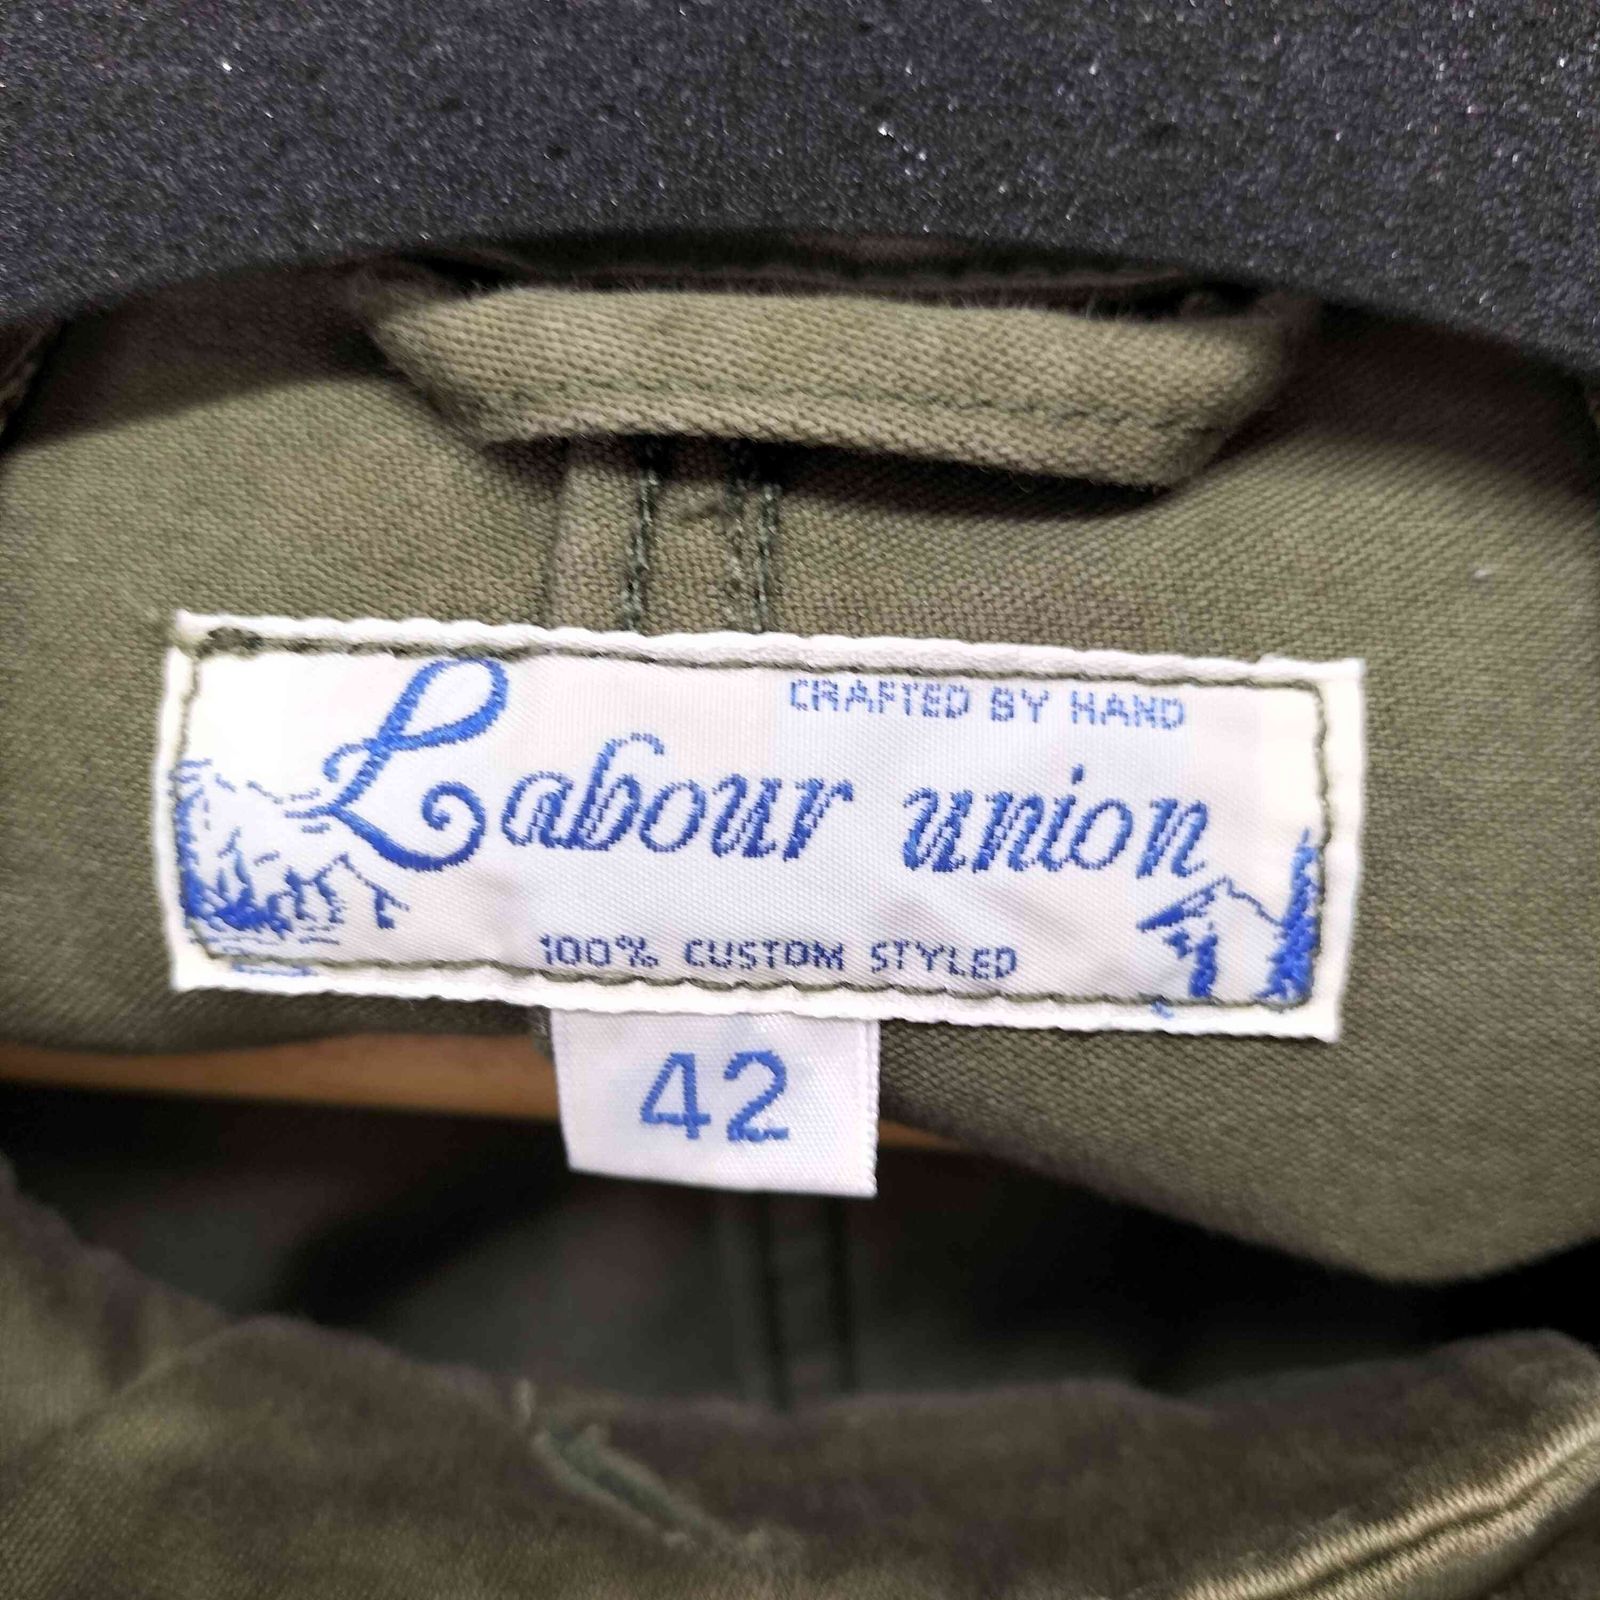 CRAFTED BY HAND
Labour union
100% CUSTOM STYLED
42